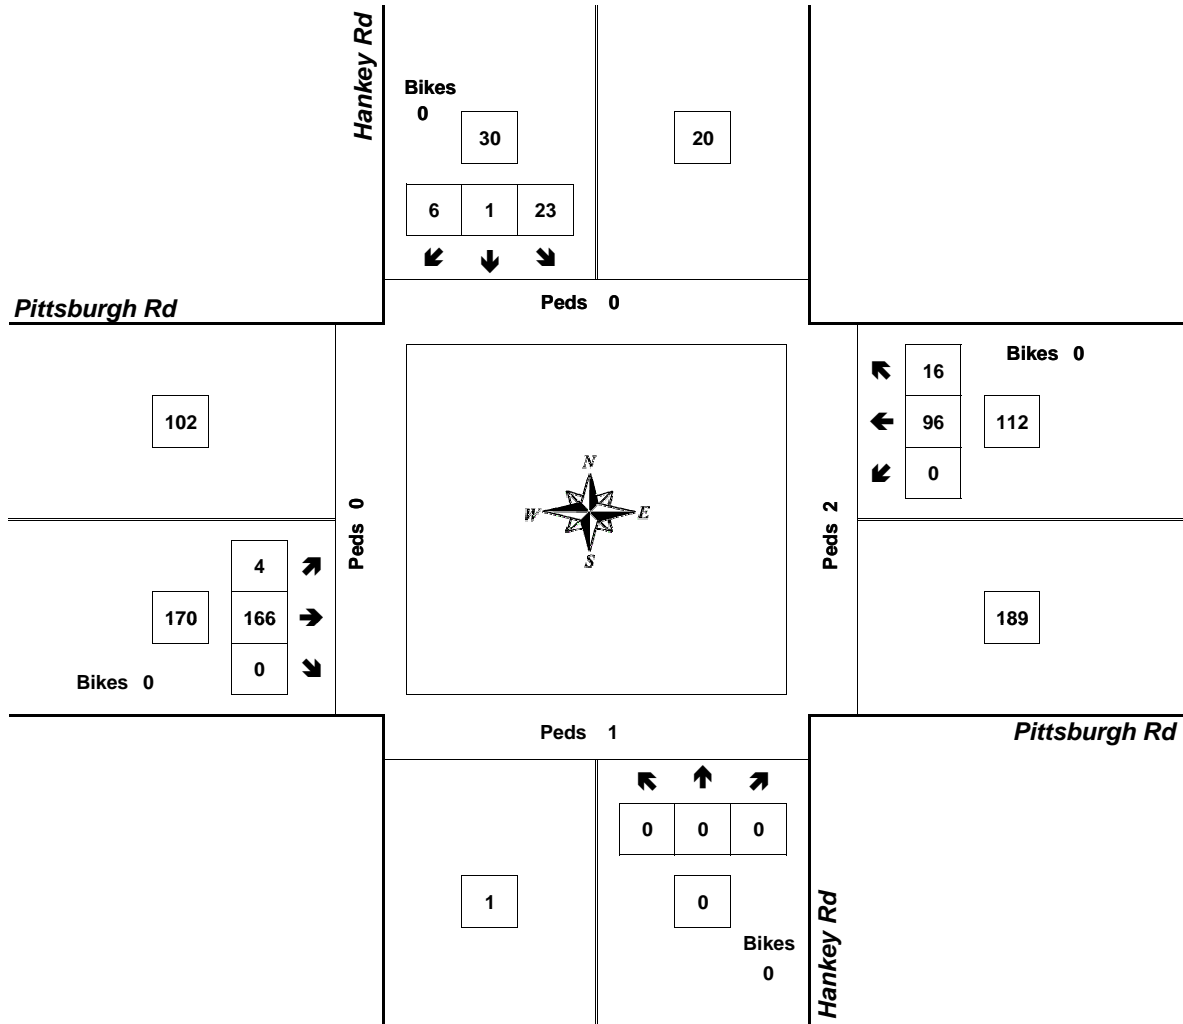 Hankey Rd
Bikes
0
30
20
6 1 23
Peds 0
Pittsburgh Rd
Bikes 0
16
102
96 112
0
N
W E
S
Peds 0
Peds 2
4
170 166
189
0
Bikes 0
Peds 1
Pittsburgh Rd
0 0 0
1
0
Bikes
0
Hankey Rd